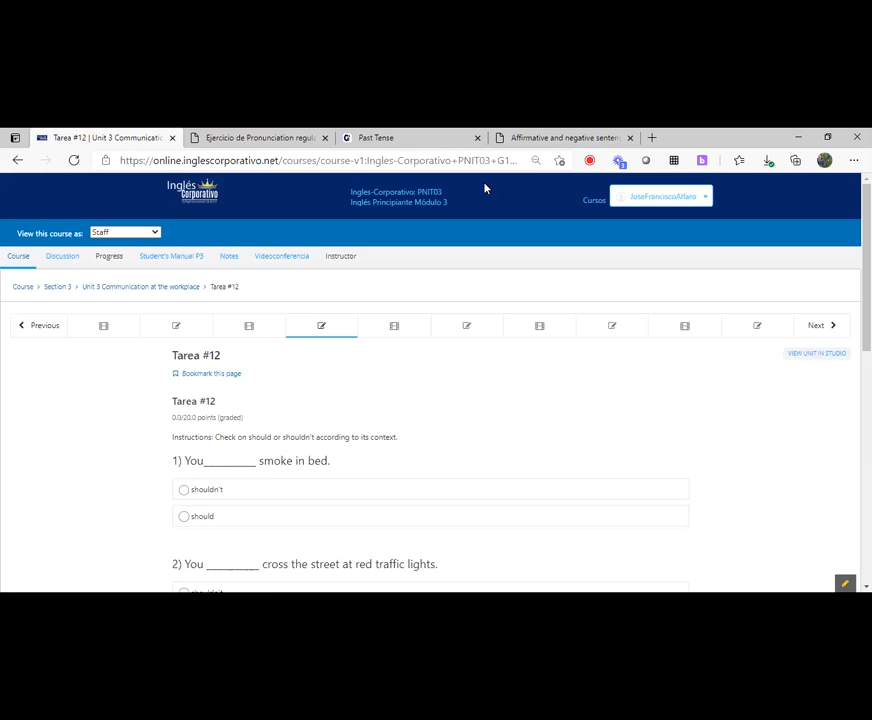 Tarea #12 | Unit 3 Communicatio
Ejercicio de Pronunciation regula
Past Tense
Affirmative and negative sentenc
https://online.inglescorporativo.net/courses/course-v1:Ingles-Corporativo+PNIT03+G1...
Inglés
Corporativo
Ingles-Corporativo: PNIT03
Inglés Principiante Módulo 3
Cursos
JoseFranciscoAlfaro
View this course as:
Staff
Course
Discussion
Progress
Student's Manual P3
Notes
Videoconferencia
Instructor
Course > Section 3 > Unit 3 Communication at the workplace > Tarea #12
Previous
Next
Tarea #12
VIEW UNIT IN STUDIO
Bookmark this page
Tarea #12
0.0/20.0 points (graded)
Instructions: Check on should or shouldn't according to its context.
1) You_________ smoke in bed.
shouldn't
should
2) You _________ cross the street at red traffic lights.
shouldn't